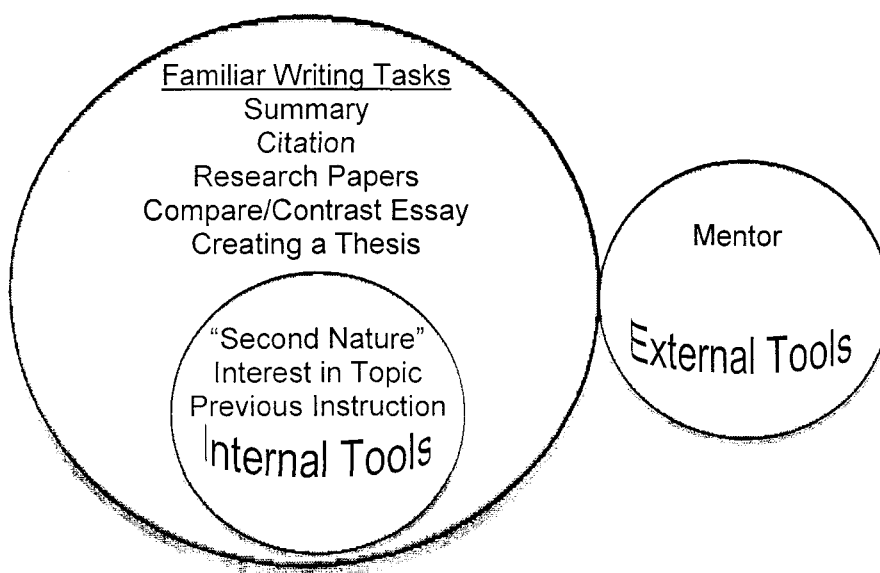 Familiar Writing Tasks
Summary
Citation
Research Papers
Compare/Contrast Essay
Creating a Thesis
“Second Nature”
Interest in Topic
Previous Instruction
Internal Tools
Mentor
External Tools